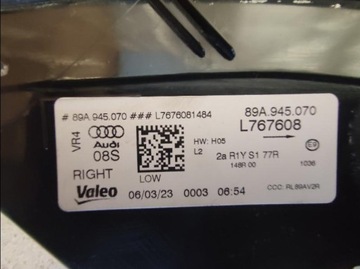 # 89A.945.070 ### L7676081484
89A.945.070
L767608
VR4
Audi
08S
HW: H05
L2
2a R1Y S1 77R
148R 00
1036
RIGHT
LOW
CCC: RL89AV2R
Valeo
06/03/23 0003 06:54